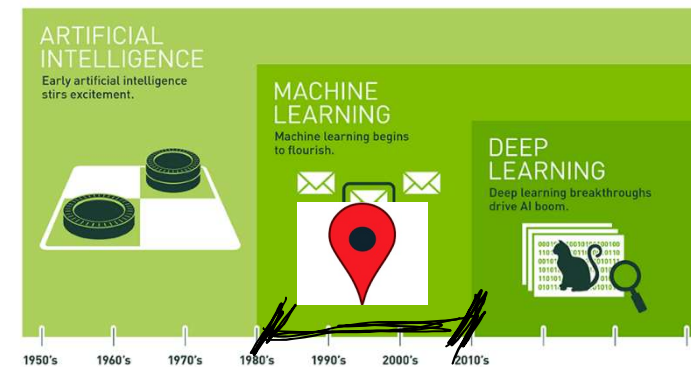 ARTIFICIAL
INTELLIGENCE
Early artificial intelligence
stirs excitement.
MACHINE
LEARNING
Machine learning begins
to flourish.
DEEP
LEARNING
Deep learning breakthroughs
drive AI boom.
1950's 1960's 1970's 1980's 1990's 2000's 2010's